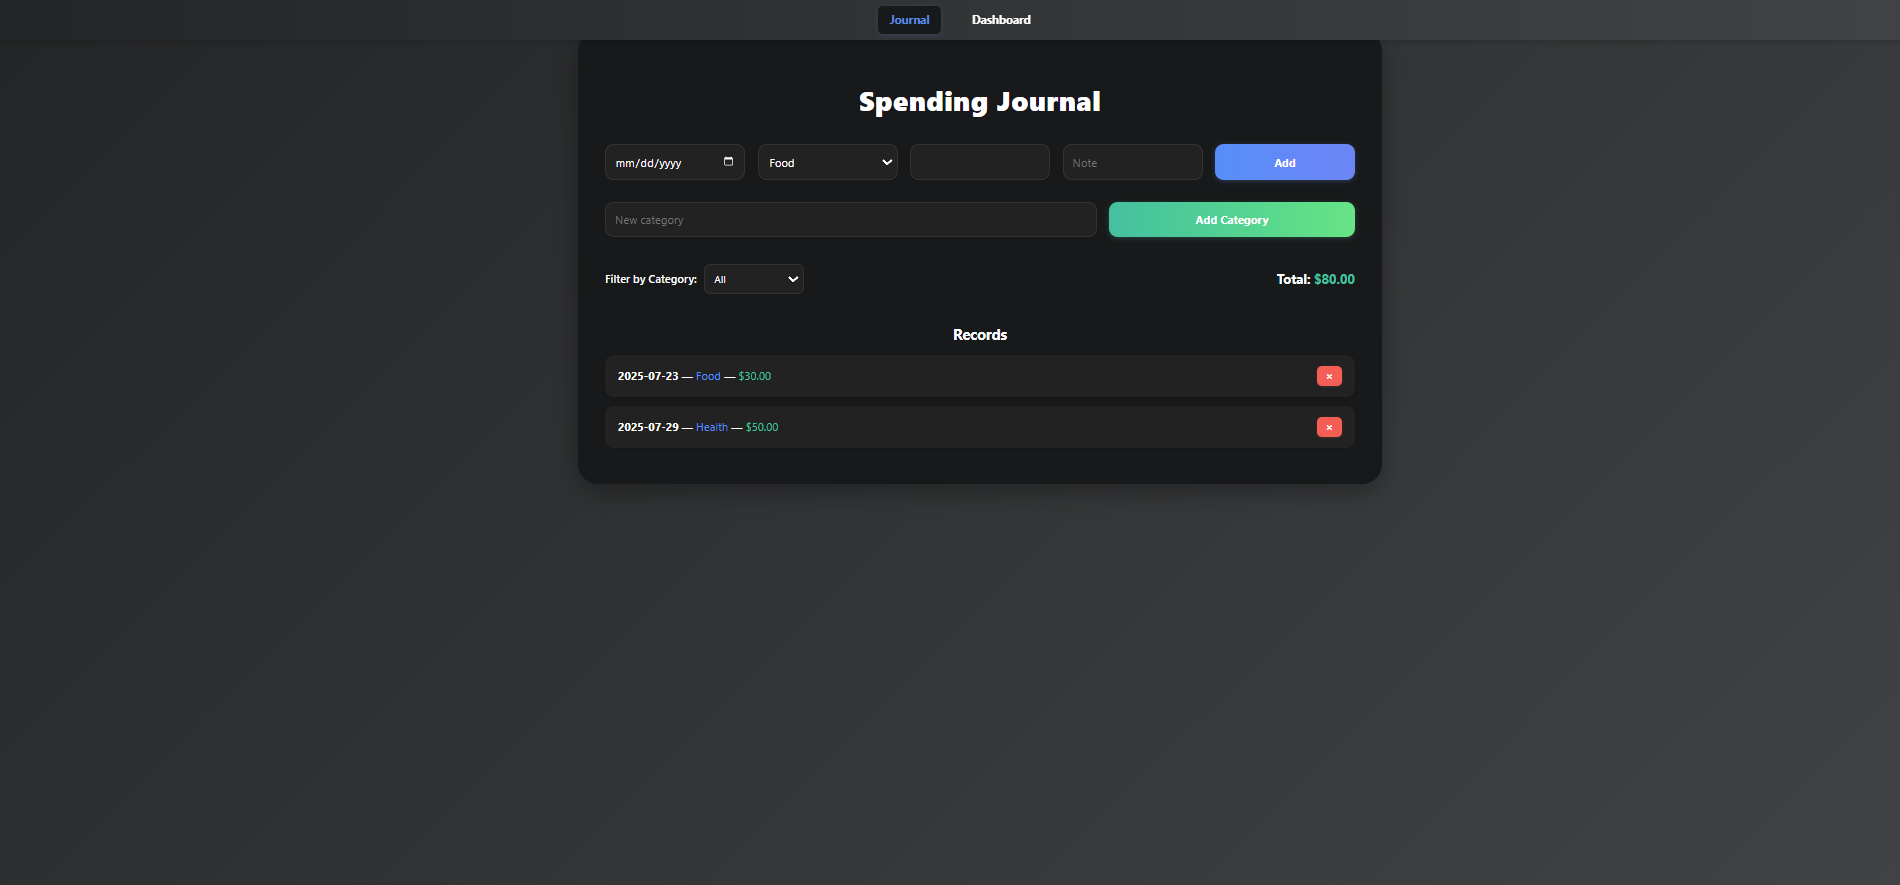 Journal Dashboard
Spending Journal
mm/dd/yyyy Food Note Add
New category Add Category
Filter by Category: All Total: $80.00
Records
2025-07-23 — Food — $30.00 ×
2025-07-29 — Health — $50.00 ×